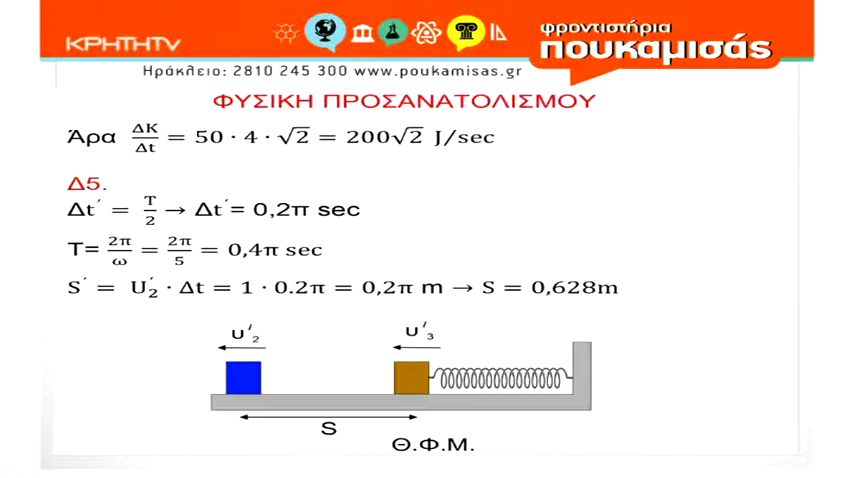 ΚΡΗΤΗTV
φροντιστήρια
πουκαμισάς
Ηράκλειο: 2810 245 300 www.poukamisas.gr
ΦΥΣΙΚΗ ΠΡΟΣΑΝΑΤΟΛΙΣΜΟΥ
Άρα ΔΚ/Δt = 50 · 4 · √2 = 200√2 J/sec
Δ5.
Δt΄ = T/2 → Δt΄= 0,2π sec
T= 2π/ω = 2π/5 = 0,4π sec
S΄ = U₂΄ · Δt = 1 · 0.2π = 0,2π m → S = 0,628m
υ′₂ υ′₃
S
Θ.Φ.Μ.